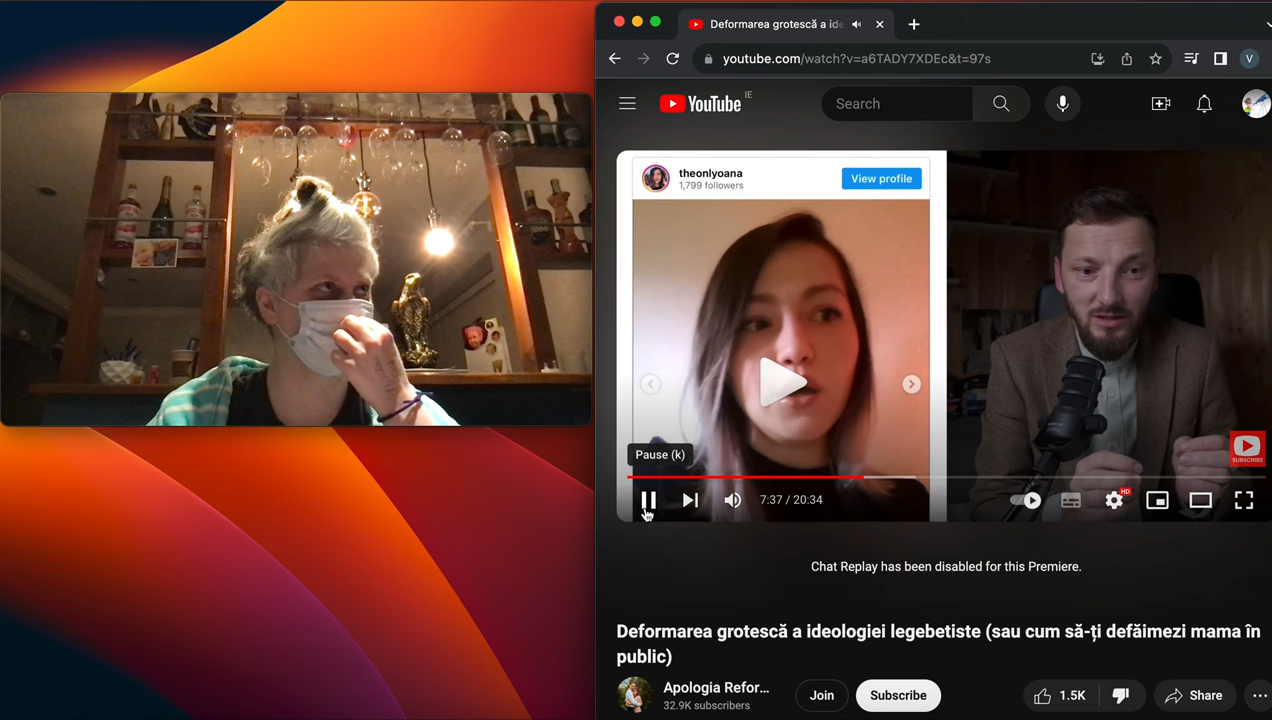 Deformarea grotescă a ide
youtube.com/watch?v=a6TADY7XDEc&t=97s
V
YouTube IE
Search
theonlyoana
1,799 followers
View profile
SUBSCRIBE
Pause (k)
7:37 / 20:34
HD
Chat Replay has been disabled for this Premiere.
Deformarea grotescă a ideologiei legebetiste (sau cum să-ți defăimezi mama în
public)
Apologia Refor...
32.9K subscribers
Join
Subscribe
1.5K
Share